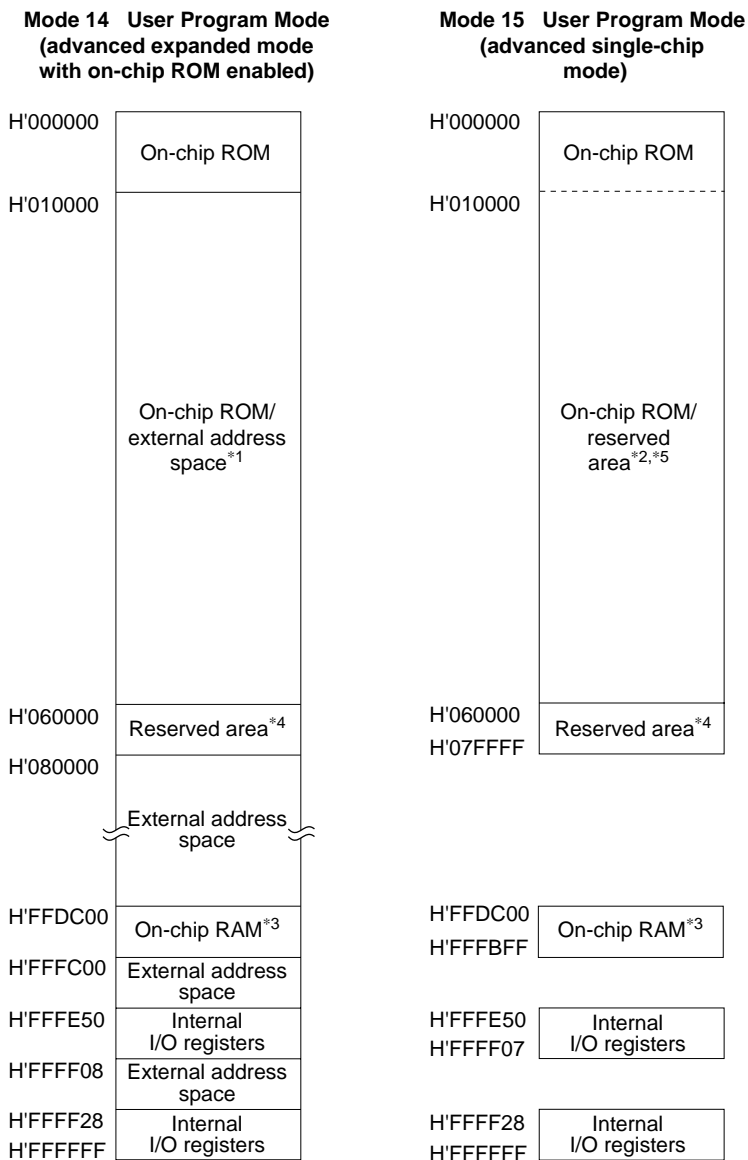 Mode 14 User Program Mode
(advanced expanded mode
with on-chip ROM enabled)
H'000000
On-chip ROM
H'010000
On-chip ROM/
external address
space*1
H'060000
Reserved area*4
H'080000
External address
space
H'FFDC00
On-chip RAM*3
H'FFFC00
External address
space
H'FFFE50
Internal
I/O registers
H'FFFF08
External address
space
H'FFFF28
Internal
I/O registers
H'FFFFFF
Mode 15 User Program Mode
(advanced single-chip
mode)
H'000000
On-chip ROM
H'010000
On-chip ROM/
reserved
area*2,*5
H'060000
Reserved area*4
H'07FFFF
H'FFDC00
On-chip RAM*3
H'FFFBFF
H'FFFE50
Internal
I/O registers
H'FFFF07
H'FFFF28
Internal
I/O registers
H'FFFFFF